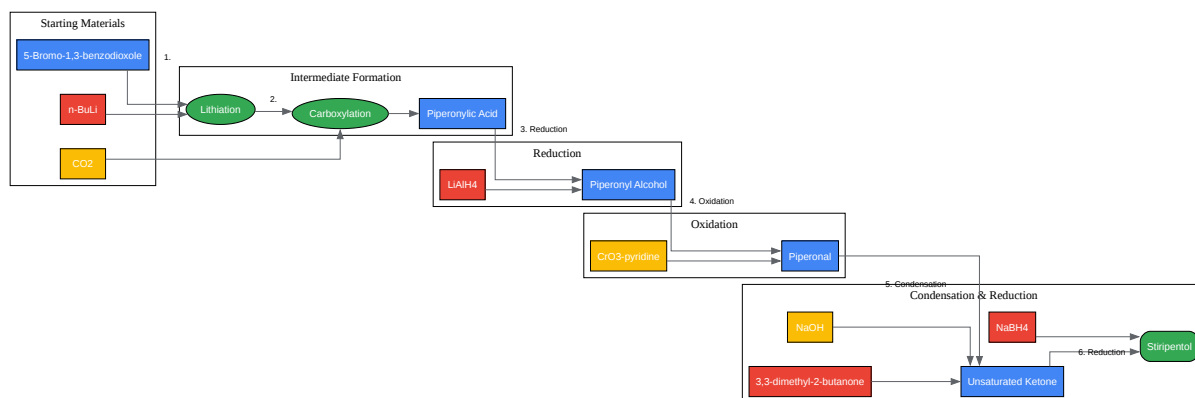 Starting Materials
5-Bromo-1,3-benzodioxole
1.
n-BuLi
CO2
Intermediate Formation
Lithiation
2.
Carboxylation
Piperonylic Acid
3. Reduction
Reduction
LiAlH4
Piperonyl Alcohol
4. Oxidation
Oxidation
CrO3-pyridine
Piperonal
5. Condensation
Condensation & Reduction
NaOH
NaBH4
Stiripentol
6. Reduction
3,3-dimethyl-2-butanone
Unsaturated Ketone